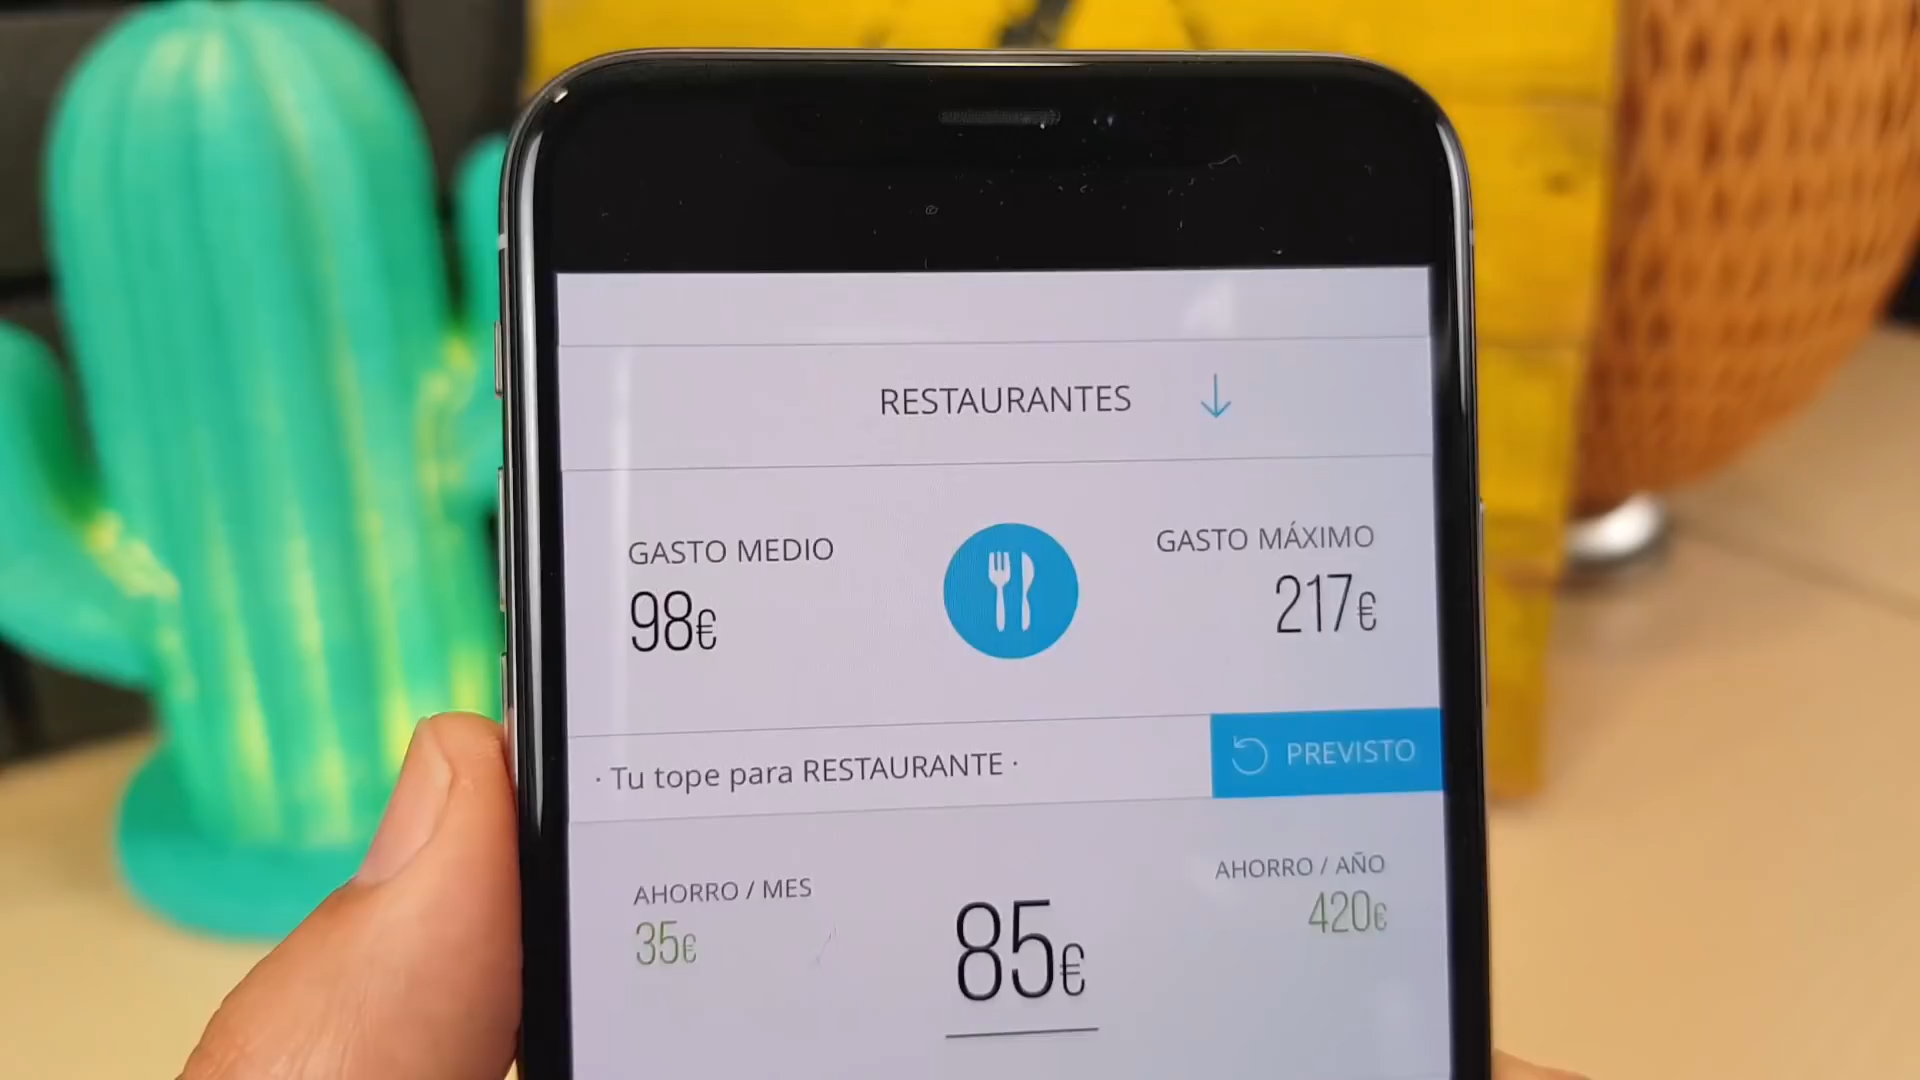 RESTAURANTES
GASTO MEDIO
98€
GASTO MÁXIMO
217€
· Tu tope para RESTAURANTE ·
PREVISTO
AHORRO / MES
35€
85€
AHORRO / AÑO
420€